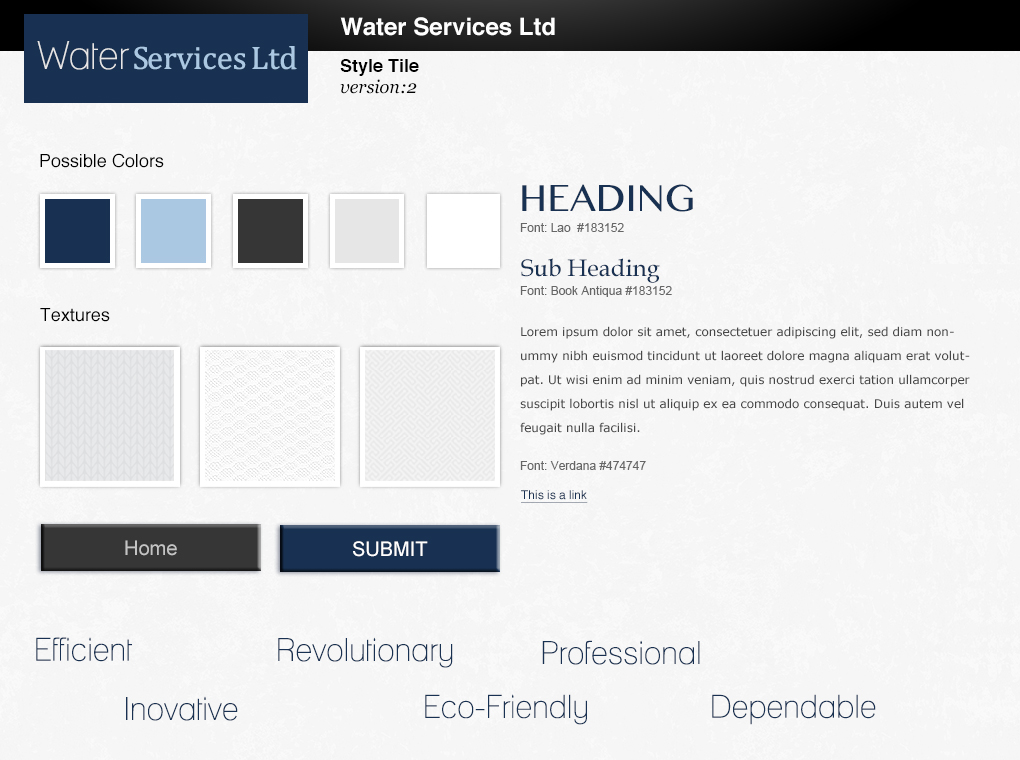 Water Services Ltd
Water Services Ltd
Style Tile
version:2
Possible Colors
HEADING
Font: Lao #183152
Sub Heading
Font: Book Antiqua #183152
Textures
Lorem ipsum dolor sit amet, consectetuer adipiscing elit, sed diam non-
ummy nibh euismod tincidunt ut laoreet dolore magna aliquam erat volut-
pat. Ut wisi enim ad minim veniam, quis nostrud exerci tation ullamcorper
suscipit lobortis nisl ut aliquip ex ea commodo consequat. Duis autem vel
feugait nulla facilisi.
Font: Verdana #474747
This is a link
Home
SUBMIT
Efficient
Revolutionary
Professional
Inovative
Eco-Friendly
Dependable